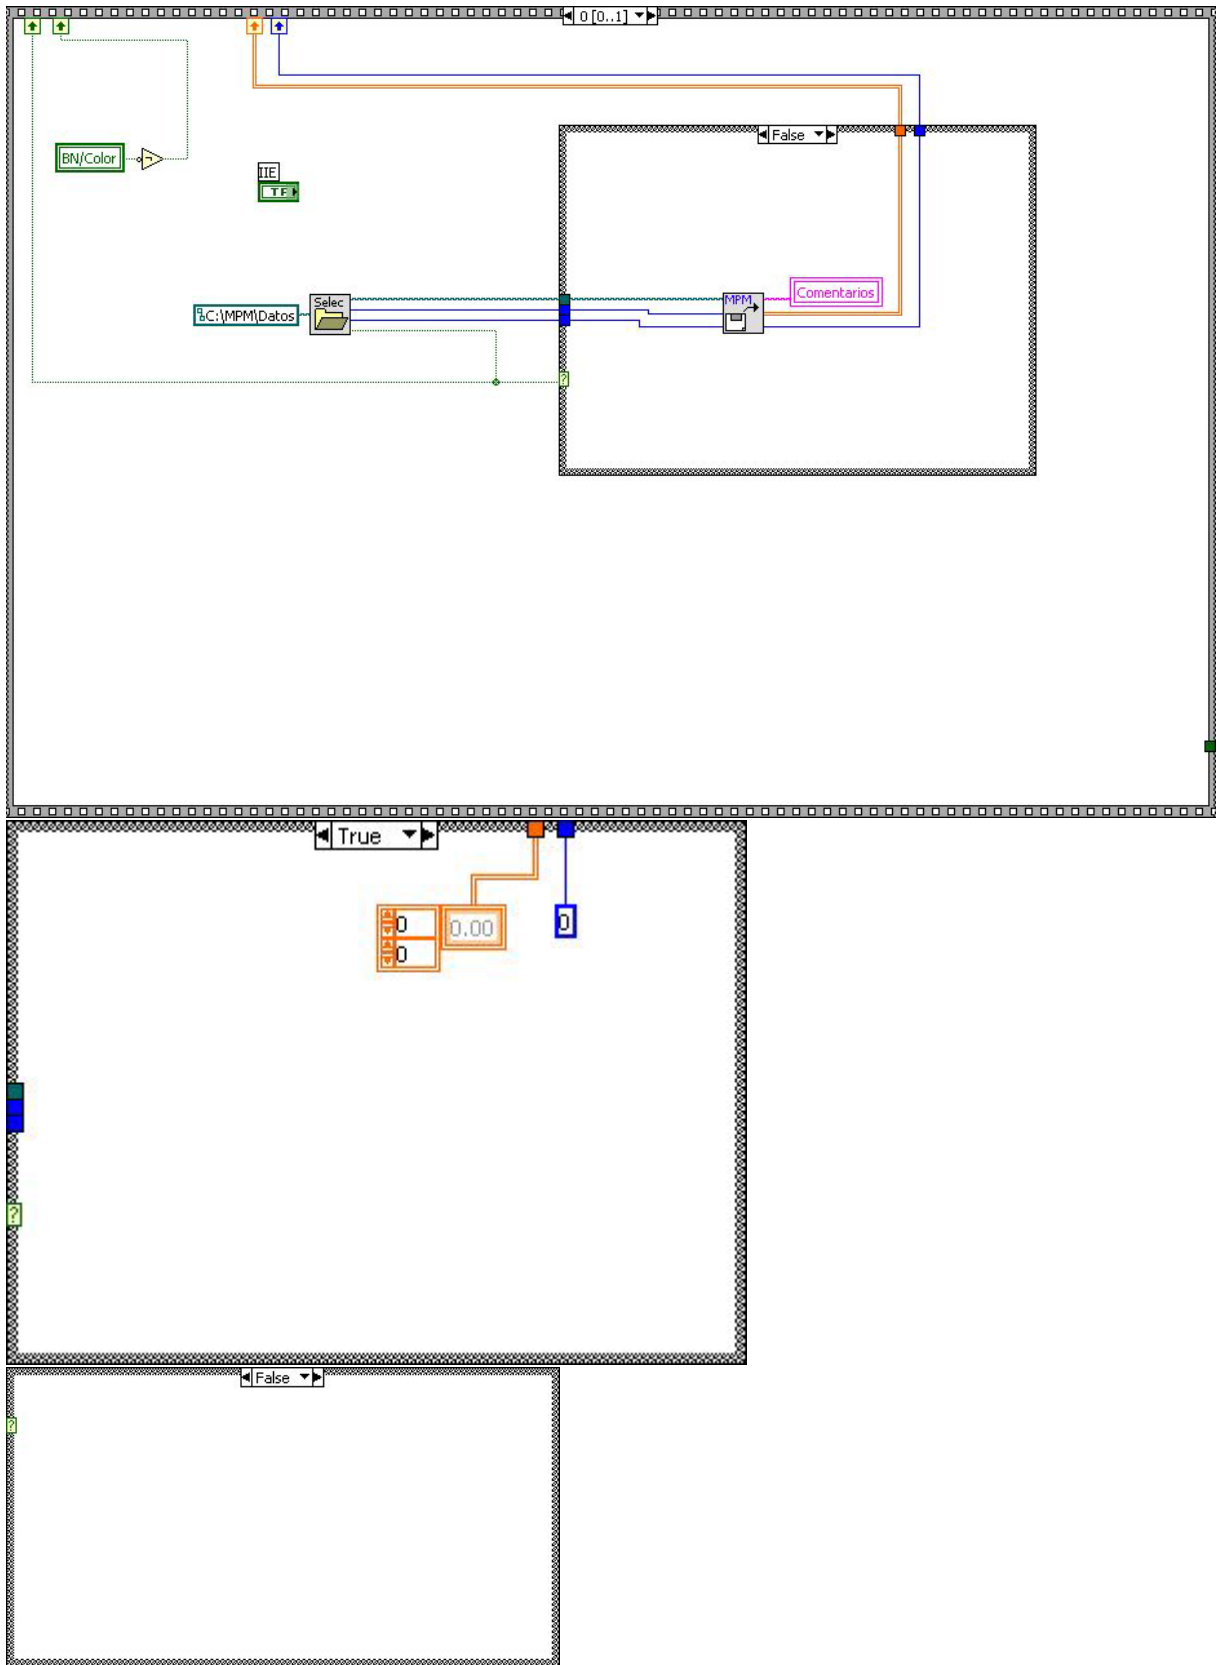 0 [0..1]
False
BN/Color
IIE
TF
Selec
C:\MPM\Datos
MPM
Comentarios
?
True
0
0.00
0
0
?
False
?